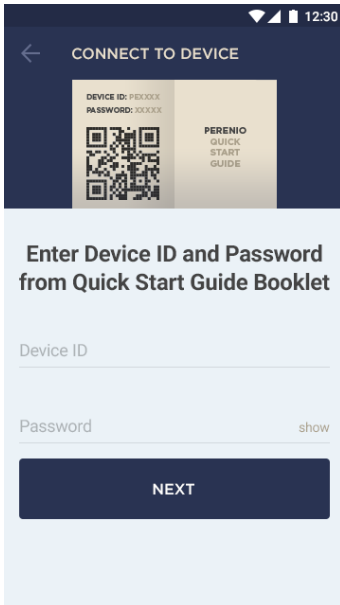 12:30
CONNECT TO DEVICE
DEVICE ID: PEXXXX
PASSWORD: XXXXX
PERENIO
QUICK
START
GUIDE
Enter Device ID and Password
from Quick Start Guide Booklet
Device ID
Password show
NEXT